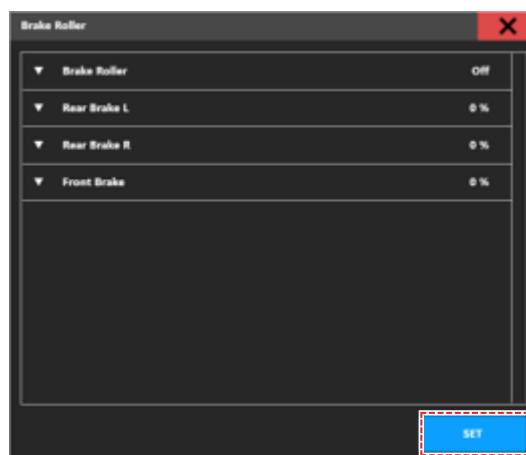 Brake Roller
Brake Roller Off
Rear Brake L 0 %
Rear Brake R 0 %
Front Brake 0 %
SET